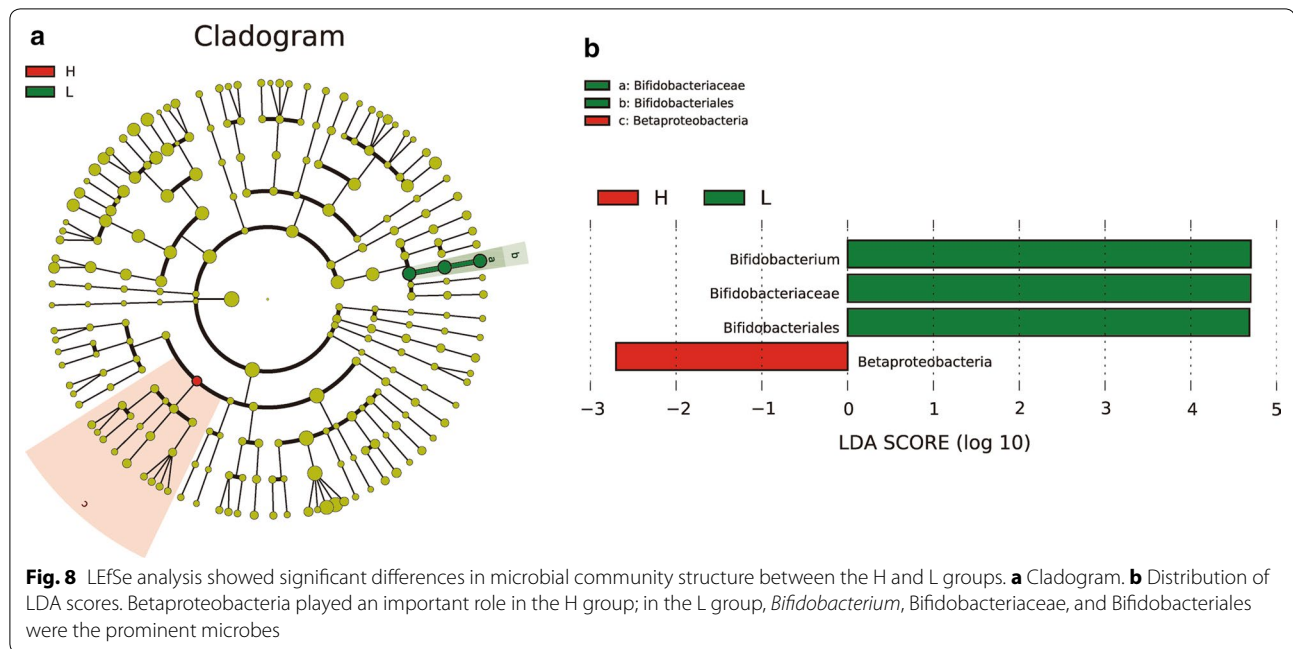 a
Cladogram
H
L
a
b
c
b
a: Bifidobacteriaceae
b: Bifidobacteriales
c: Betaproteobacteria
H L
Bifidobacterium
Bifidobacteriaceae
Bifidobacteriales
Betaproteobacteria
−3 −2 −1 0 1 2 3 4 5
LDA SCORE (log 10)
Fig. 8 LEfSe analysis showed significant differences in microbial community structure between the H and L groups. a Cladogram. b Distribution of
LDA scores. Betaproteobacteria played an important role in the H group; in the L group, Bifidobacterium, Bifidobacteriaceae, and Bifidobacteriales
were the prominent microbes